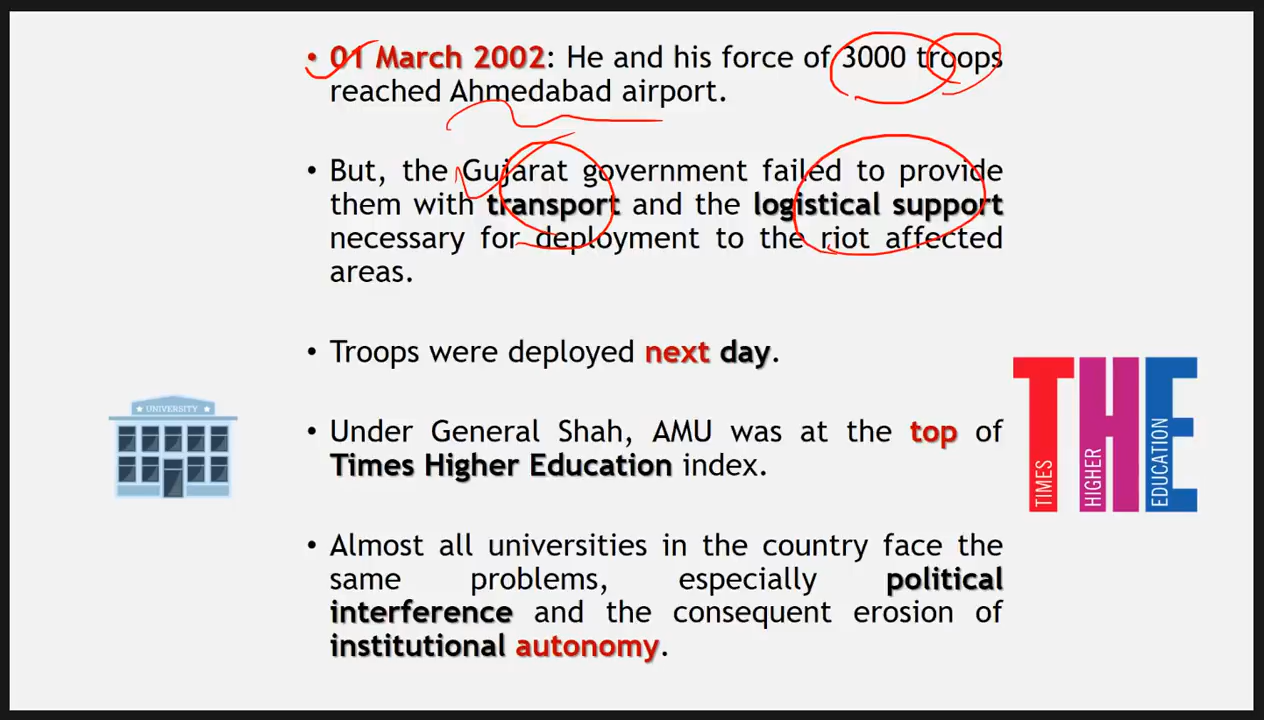 • 01 March 2002: He and his force of 3000 troops
reached Ahmedabad airport.
• But, the Gujarat government failed to provide
them with transport and the logistical support
necessary for deployment to the riot affected
areas.
• Troops were deployed next day.
UNIVERSITY
• Under General Shah, AMU was at the top of
Times Higher Education index.
THE
TIMES
HIGHER
EDUCATION
• Almost all universities in the country face the
same problems, especially political
interference and the consequent erosion of
institutional autonomy.